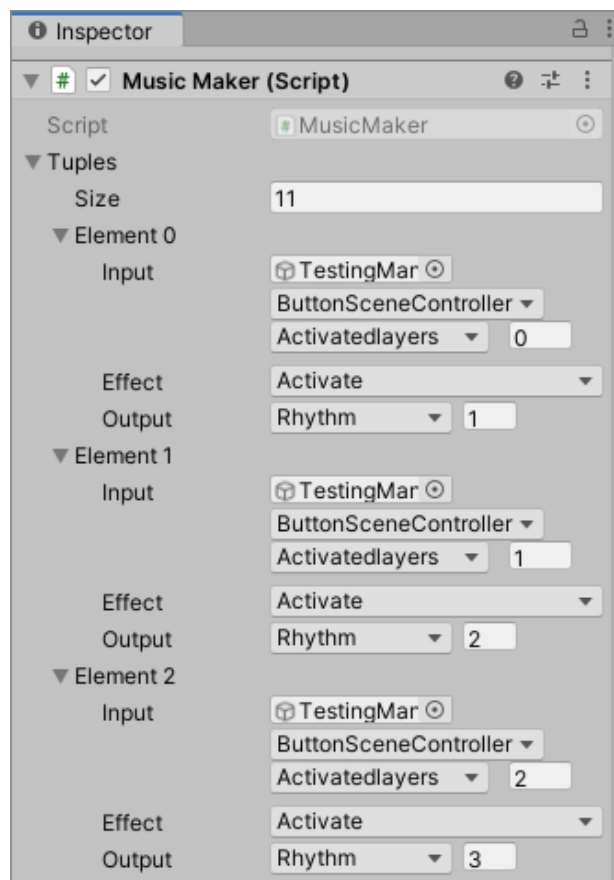 Inspector
# Music Maker (Script)
Script # MusicMaker
Tuples
Size 11
Element 0
Input TestingMar
ButtonSceneController
Activatedlayers 0
Effect Activate
Output Rhythm 1
Element 1
Input TestingMar
ButtonSceneController
Activatedlayers 1
Effect Activate
Output Rhythm 2
Element 2
Input TestingMar
ButtonSceneController
Activatedlayers 2
Effect Activate
Output Rhythm 3